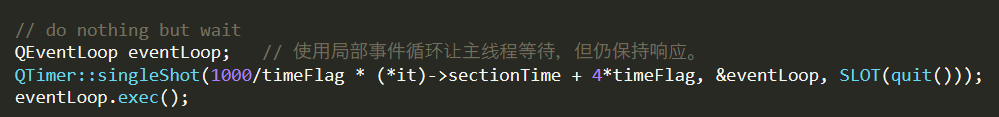 // do nothing but wait
QEventLoop eventLoop;   // 使用局部事件循环让主线程等待，但仍保持响应。
QTimer::singleShot(1000/timeFlag * (*it)->sectionTime + 4*timeFlag, &eventLoop, SLOT(quit()));
eventLoop.exec();